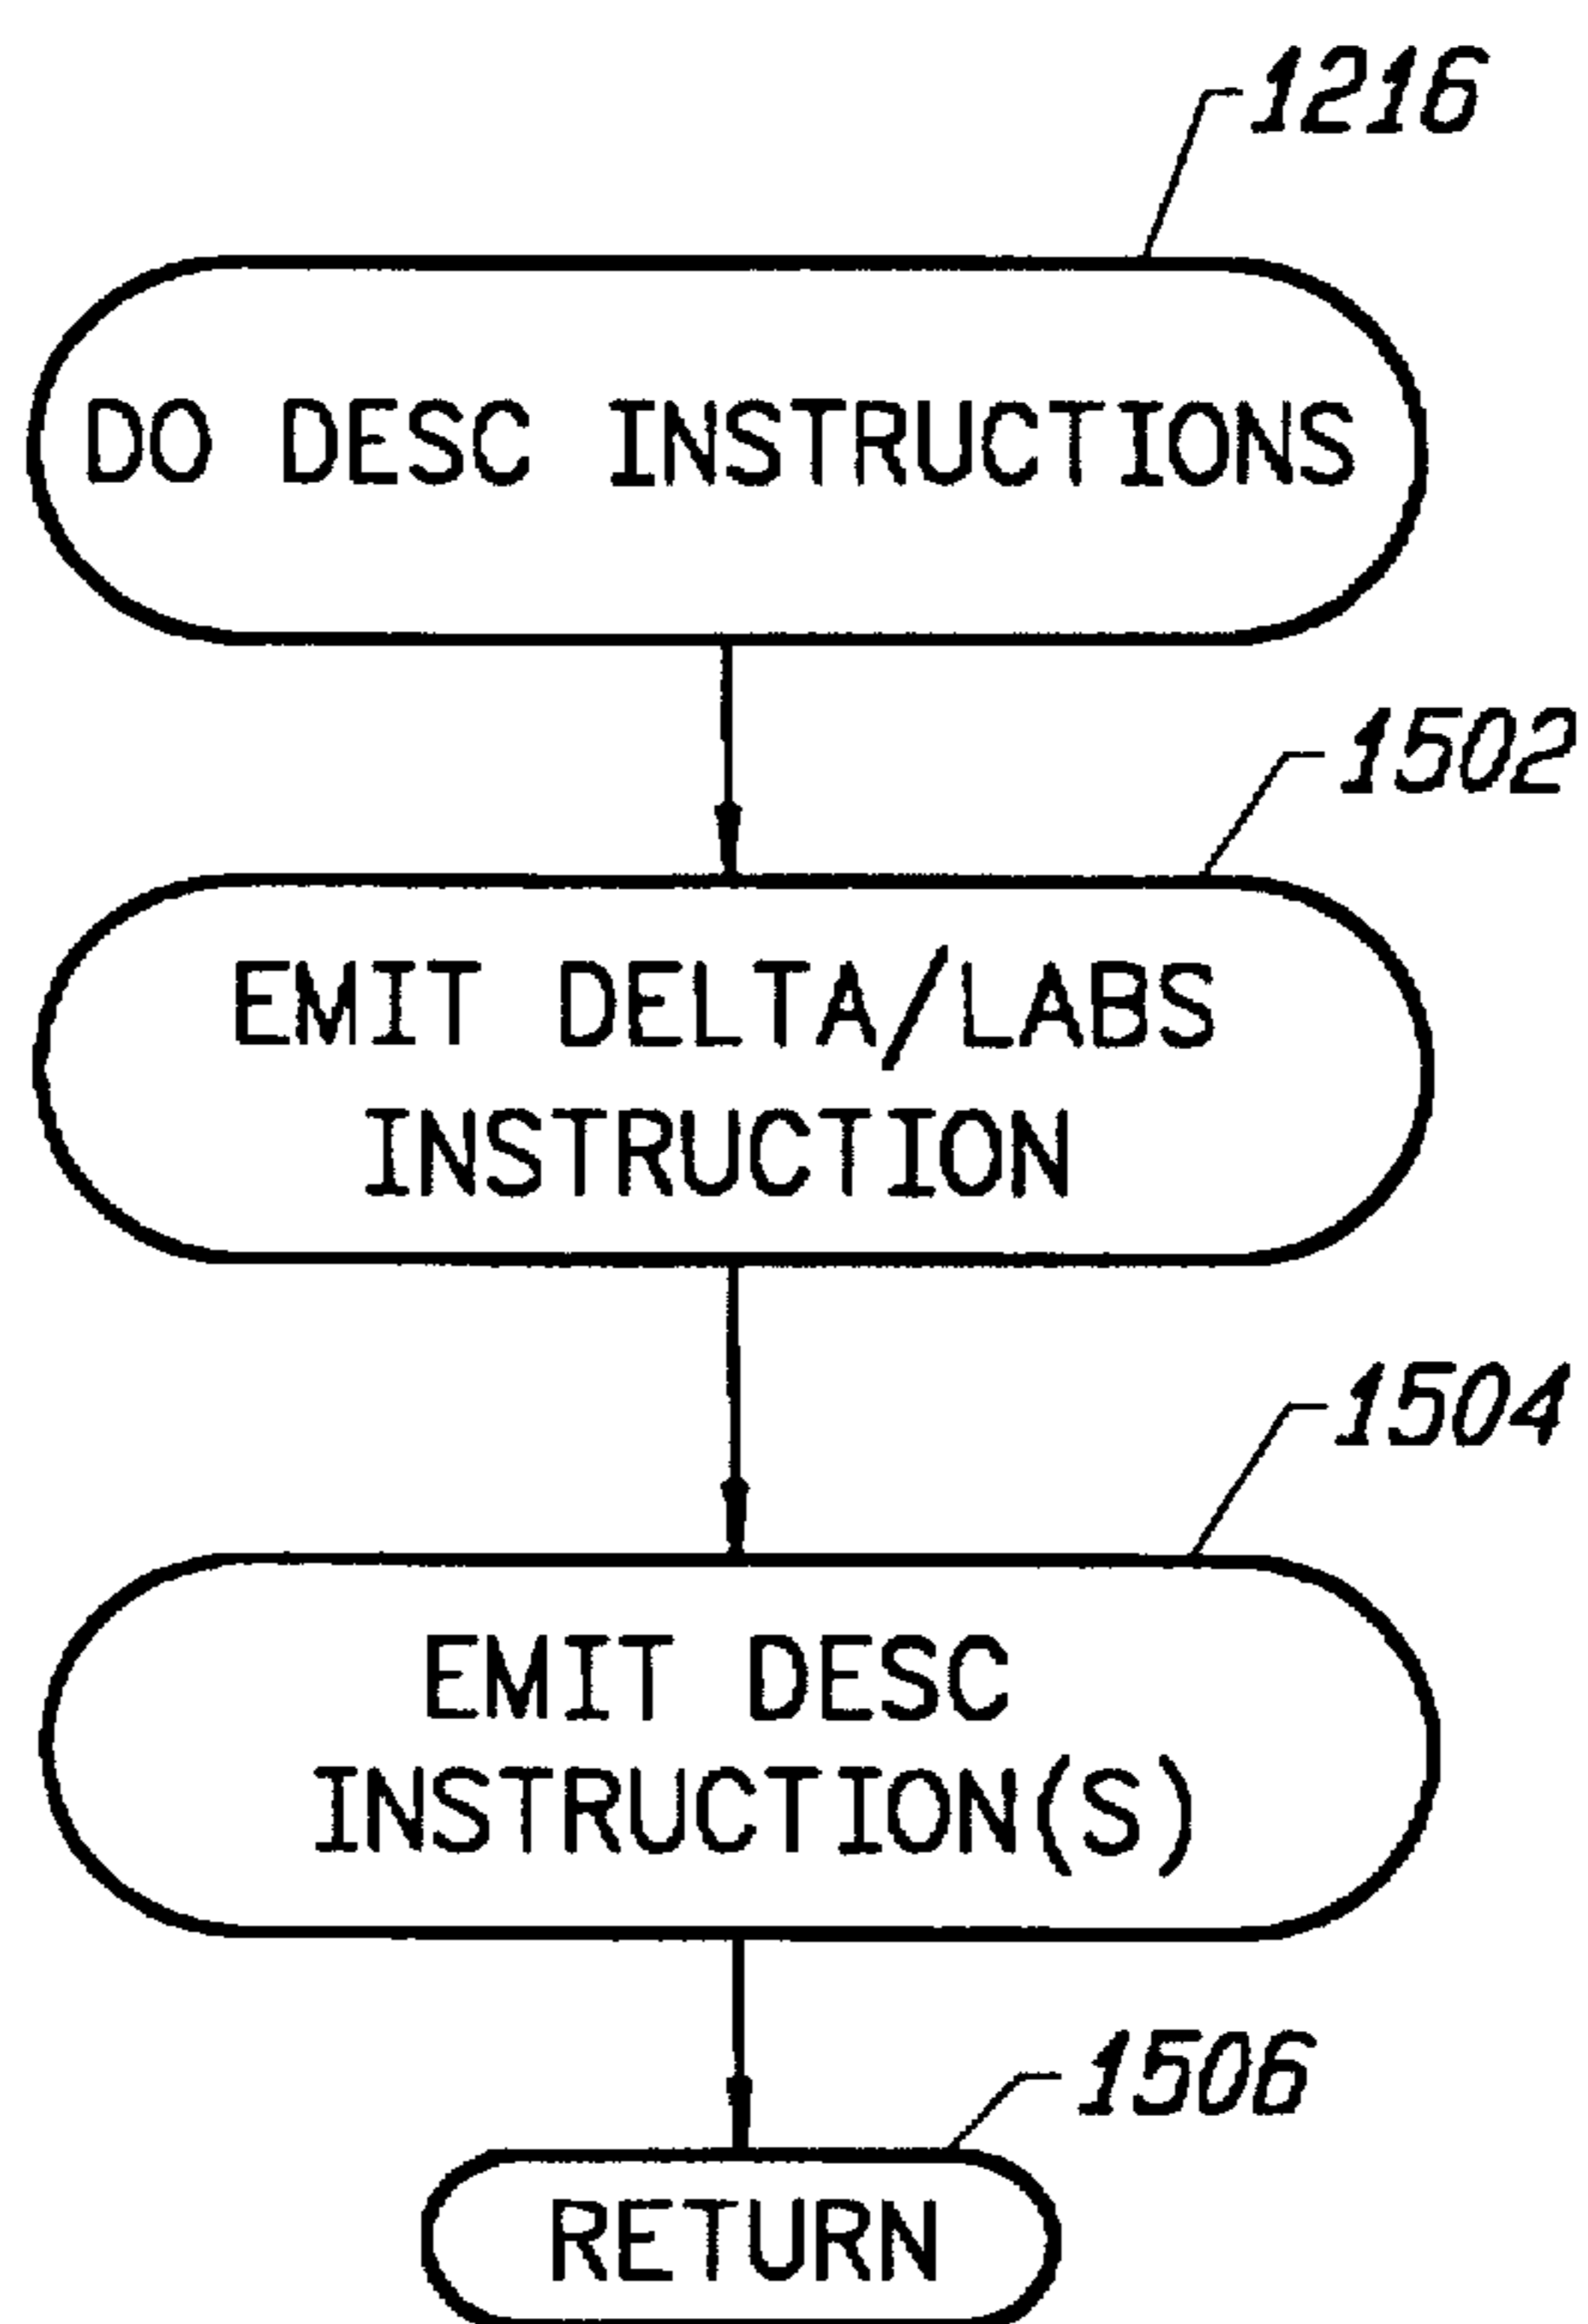 1216
DO DESC INSTRUCTIONS
1502
EMIT DELTA/LABS
INSTRUCTION
1504
EMIT DESC
INSTRUCTION(S)
1506
RETURN